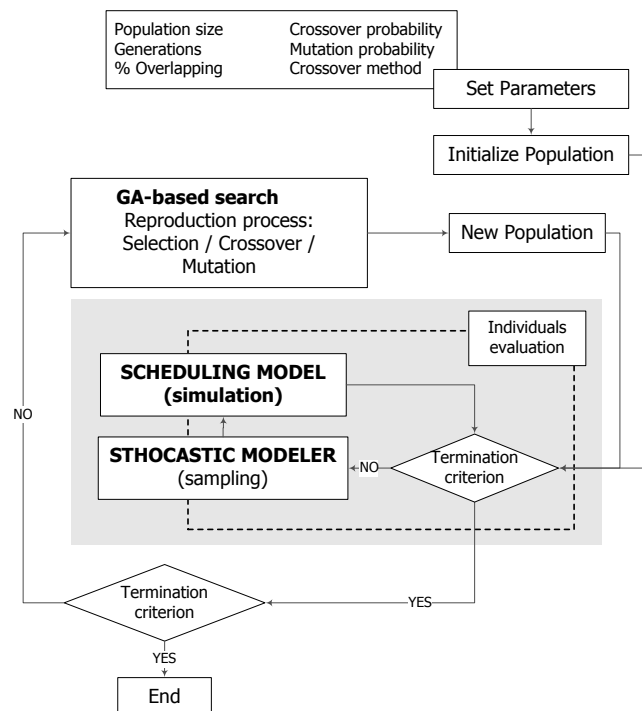 Population size
Crossover probability
Generations
Mutation probability
% Overlapping
Crossover method
Set Parameters
Initialize Population
GA-based search
Reproduction process:
Selection / Crossover /
Mutation
New Population
Individuals
evaluation
SCHEDULING MODEL
(simulation)
NO
STHOCASTIC MODELER
(sampling)
NO
Termination
criterion
Termination
criterion
YES
YES
End